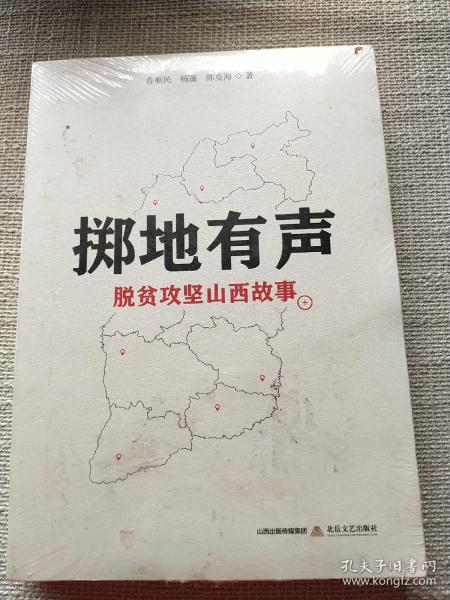 鲁顺民 杨遥 陈克海◇著
掷地有声
脱贫攻坚山西故事
山西出版传媒集团 北岳文艺出版社
孔夫子旧书网
www.kongfz.com